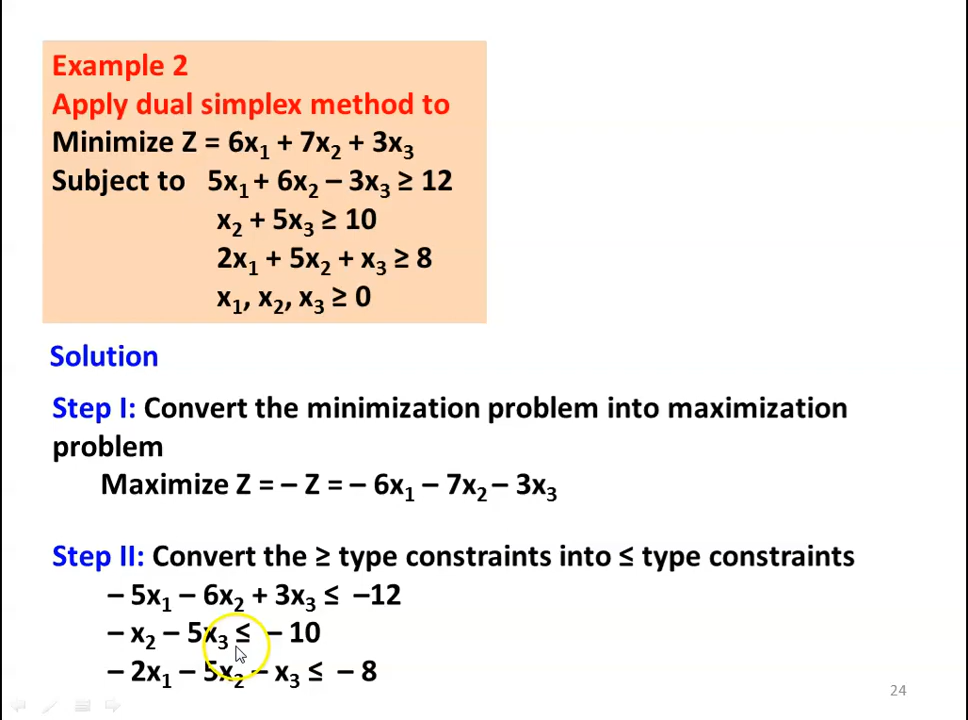 Example 2
Apply dual simplex method to
Minimize Z = 6x₁ + 7x₂ + 3x₃
Subject to 5x₁ + 6x₂ – 3x₃ ≥ 12
x₂ + 5x₃ ≥ 10
2x₁ + 5x₂ + x₃ ≥ 8
x₁, x₂, x₃ ≥ 0
Solution
Step I: Convert the minimization problem into maximization
problem
Maximize Z = – Z = – 6x₁ – 7x₂ – 3x₃
Step II: Convert the ≥ type constraints into ≤ type constraints
– 5x₁ – 6x₂ + 3x₃ ≤ –12
– x₂ – 5x₃ ≤ – 10
– 2x₁ – 5x₂ – x₃ ≤ – 8
24